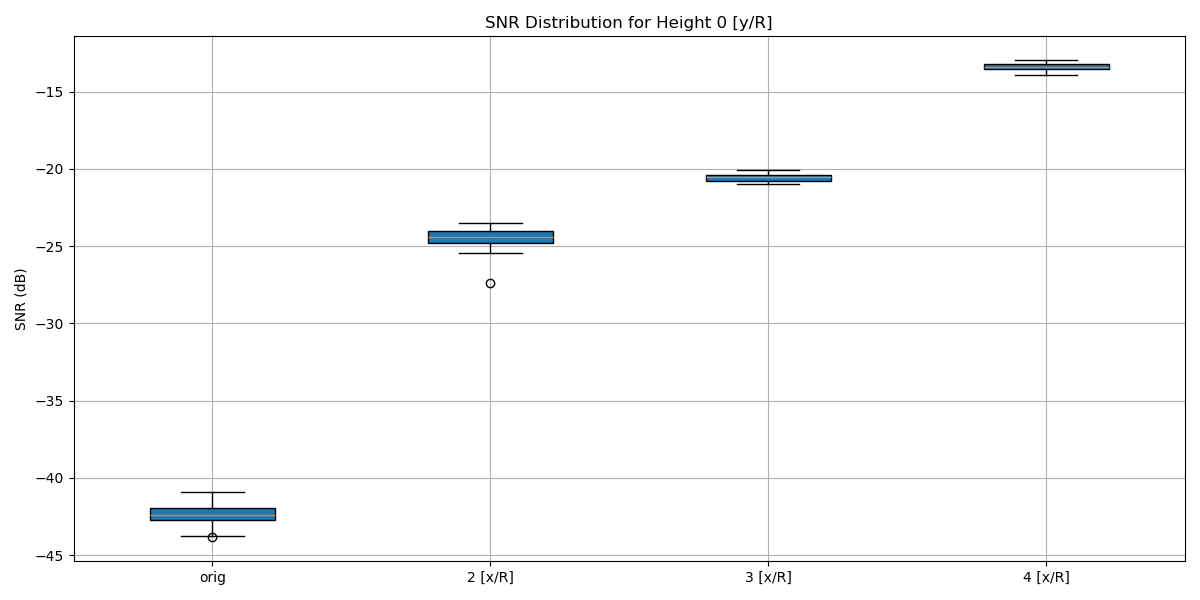 SNR Distribution for Height 0 [y/R]
SNR (dB)
−15
−20
−25
−30
−35
−40
−45
orig
2 [x/R]
3 [x/R]
4 [x/R]